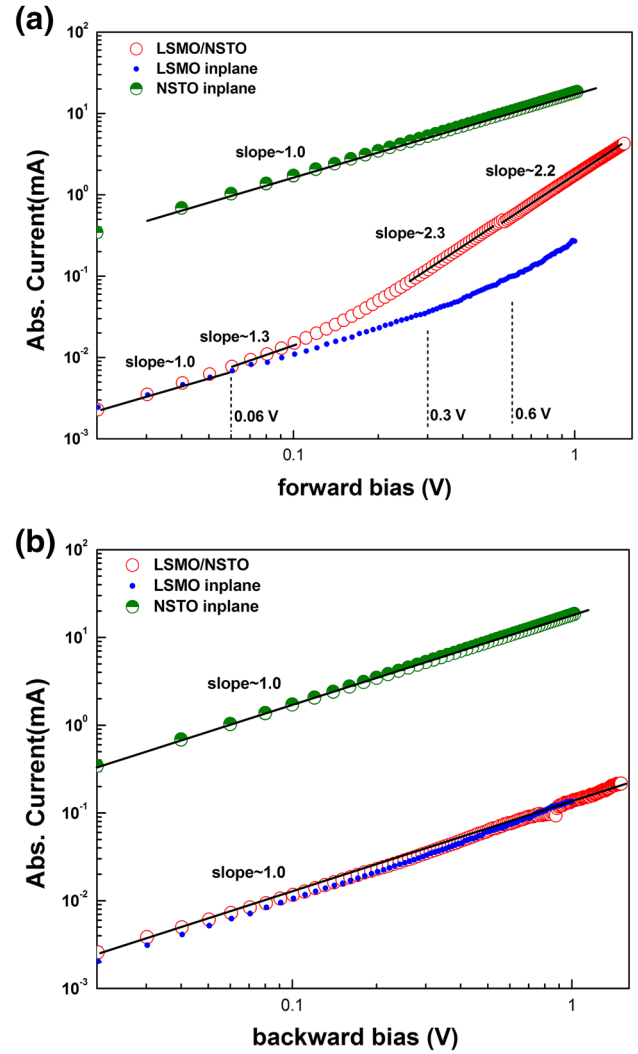 (a)
10²
10¹
10⁰
10⁻¹
10⁻²
10⁻³
Abs. Current(mA)
LSMO/NSTO
LSMO inplane
NSTO inplane
slope~1.0
slope~2.2
slope~2.3
slope~1.3
slope~1.0
0.06 V
0.3 V
0.6 V
0.1
1
forward bias (V)
(b)
10²
10¹
10⁰
10⁻¹
10⁻²
10⁻³
Abs. Current(mA)
LSMO/NSTO
LSMO inplane
NSTO inplane
slope~1.0
slope~1.0
0.1
1
backward bias (V)